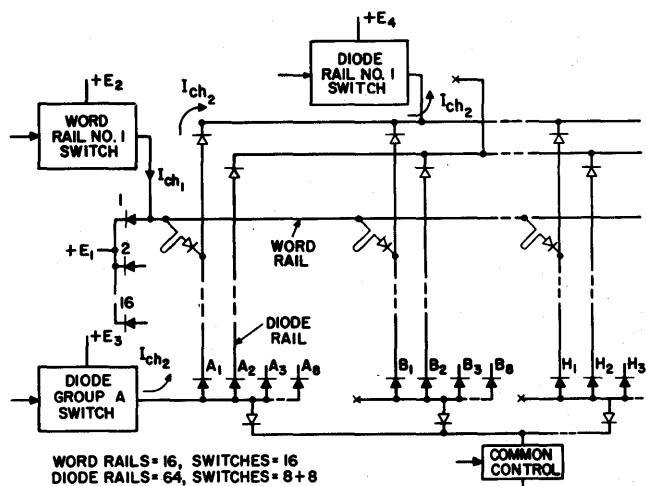 +E4
DIODE
RAIL NO. 1
SWITCH
+E2
Ich2
Ich2
WORD
RAIL NO. 1
SWITCH
Ich1
1
+E1
2
WORD
RAIL
16
DIODE
RAIL
+E3
Ich2
A1 A2 A3 A8 B1 B2 B3 B8 H1 H2 H3
DIODE
GROUP A
SWITCH
COMMON
CONTROL
WORD RAILS=16, SWITCHES=16
DIODE RAILS=64, SWITCHES=8+8